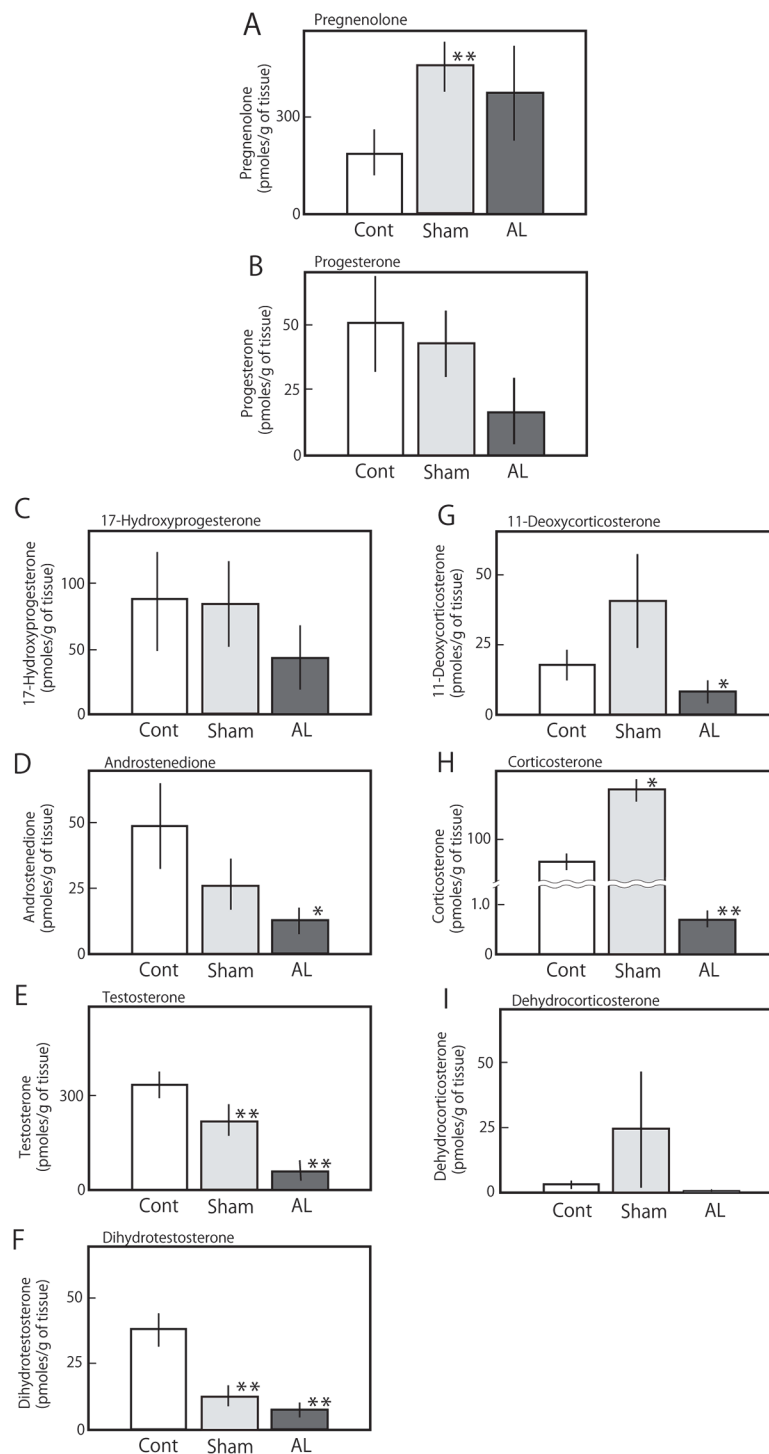 A
Pregnenolone
Pregnenolone
(pmoles/g of tissue)
300
0
**
Cont Sham AL
B
Progesterone
Progesterone
(pmoles/g of tissue)
50
25
0
Cont Sham AL
C
17-Hydroxyprogesterone
17-Hydroxyprogesterone
(pmoles/g of tissue)
100
50
0
Cont Sham AL
D
Androstenedione
Androstenedione
(pmoles/g of tissue)
50
25
0
*
Cont Sham AL
E
Testosterone
Testosterone
(pmoles/g of tissue)
300
0
**
**
Cont Sham AL
F
Dihydrotestosterone
Dihydrotestosterone
(pmoles/g of tissue)
50
25
0
**
**
Cont Sham AL
G
11-Deoxycorticosterone
11-Deoxycorticosterone
(pmoles/g of tissue)
50
25
0
*
Cont Sham AL
H
Corticosterone
Corticosterone
(pmoles/g of tissue)
100
1.0
0
*
**
Cont Sham AL
I
Dehydrocorticosterone
Dehydrocorticosterone
(pmoles/g of tissue)
50
25
0
Cont Sham AL